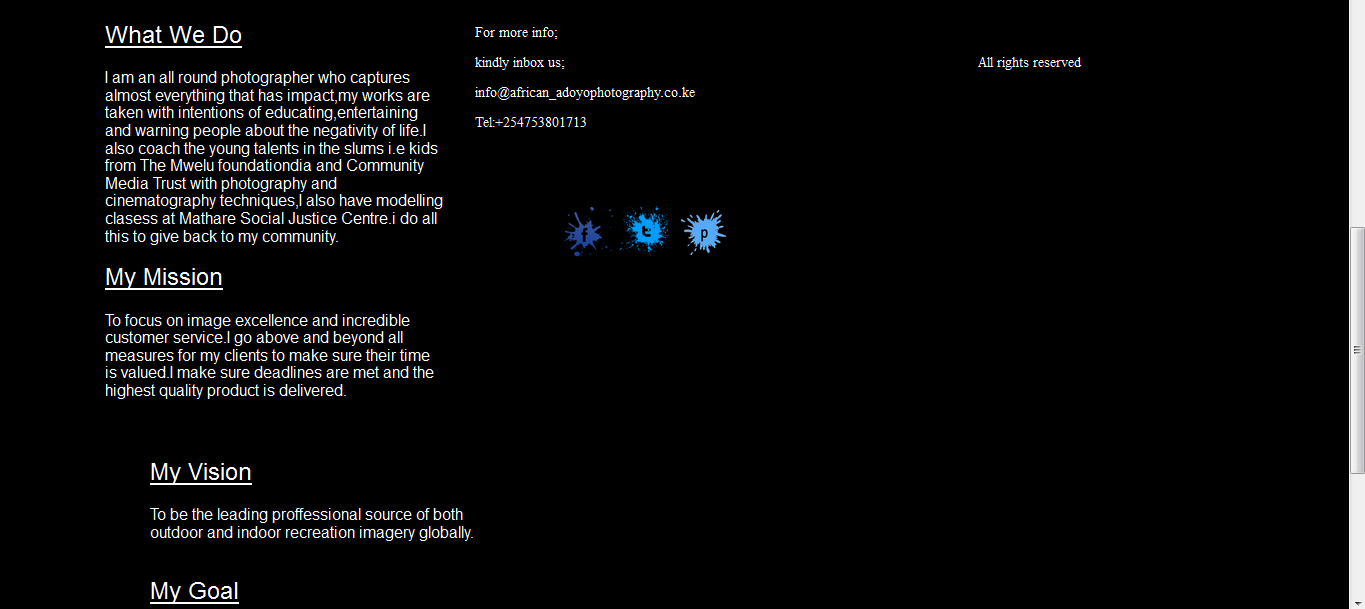 What We Do
I am an all round photographer who captures
almost everything that has impact,my works are
taken with intentions of educating,entertaining
and warning people about the negativity of life.I
also coach the young talents in the slums i.e kids
from The Mwelu foundationdia and Community
Media Trust with photography and
cinematography techniques,I also have modelling
clasess at Mathare Social Justice Centre.i do all
this to give back to my community.
My Mission
To focus on image excellence and incredible
customer service.I go above and beyond all
measures for my clients to make sure their time
is valued.I make sure deadlines are met and the
highest quality product is delivered.
My Vision
To be the leading proffessional source of both
outdoor and indoor recreation imagery globally.
My Goal
For more info;
kindly inbox us;
info@african_adoyophotography.co.ke
Tel:+254753801713
f
t
p
All rights reserved